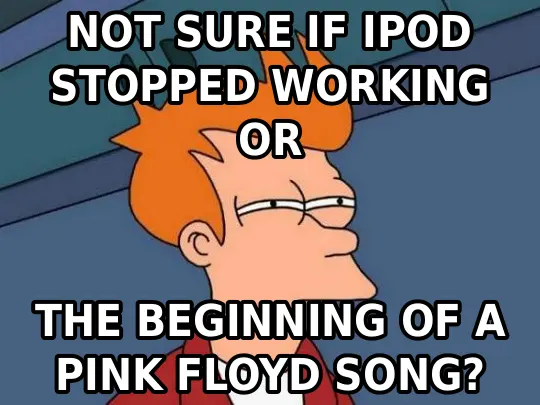 NOT SURE IF IPOD
STOPPED WORKING
OR
THE BEGINNING OF A
PINK FLOYD SONG?